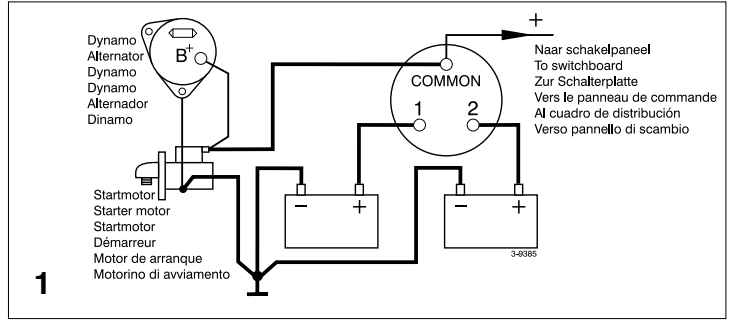 Dynamo
Alternator
Dynamo
Dynamo
Alternador
Dinamo
B+
+
Naar schakelpaneel
To switchboard
Zur Schalterplatte
Vers le panneau de commande
Al cuadro de distribución
Verso pannello di scambio
COMMON
1 2
Startmotor
Starter motor
Startmotor
Démarreur
Motor de arranque
Motorino di avviamento
− +
− +
3-9385
1